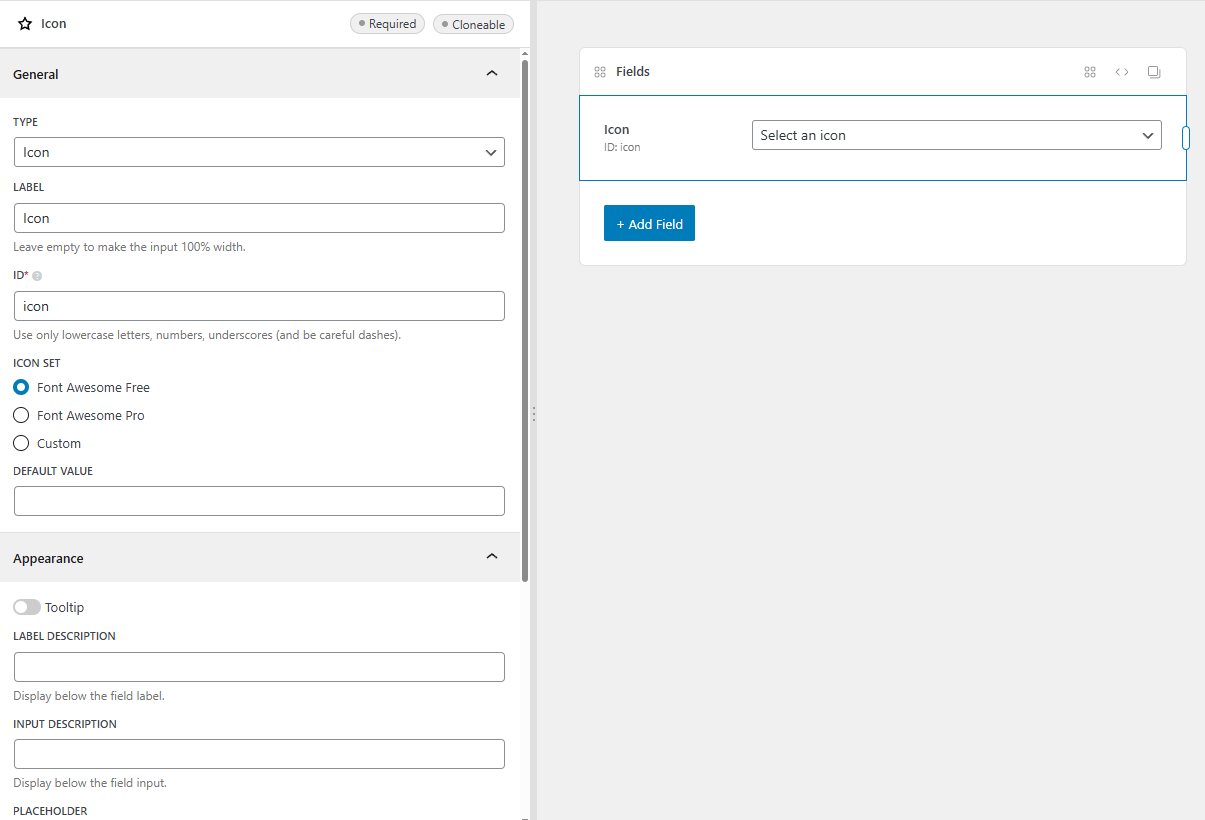 Icon
Required
Cloneable
General
TYPE
Icon
LABEL
Icon
Leave empty to make the input 100% width.
ID*
icon
Use only lowercase letters, numbers, underscores (and be careful dashes).
ICON SET
Font Awesome Free
Font Awesome Pro
Custom
DEFAULT VALUE
Appearance
Tooltip
LABEL DESCRIPTION
Display below the field label.
INPUT DESCRIPTION
Display below the field input.
PLACEHOLDER
Fields
Icon
ID: icon
Select an icon
+ Add Field